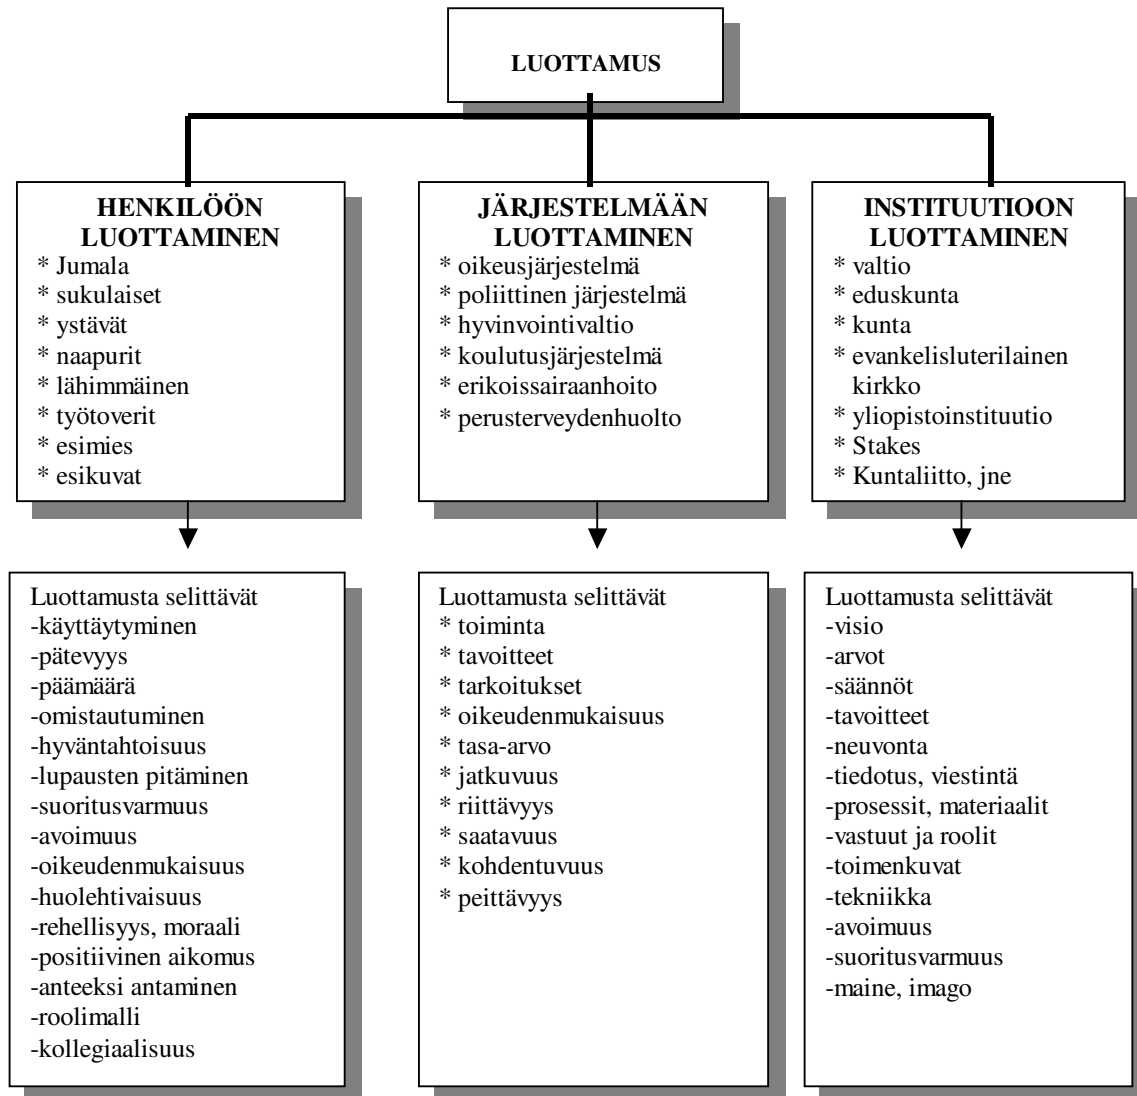 LUOTTAMUS
HENKILÖÖN
LUOTTAMINEN
* Jumala
* sukulaiset
* ystävät
* naapurit
* lähimmäinen
* työtoverit
* esimies
* esikuvat
JÄRJESTELMÄÄN
LUOTTAMINEN
* oikeusjärjestelmä
* poliittinen järjestelmä
* hyvinvointivaltio
* koulutusjärjestelmä
* erikoissairaanhoito
* perusterveydenhuolto
INSTITUUTIOON
LUOTTAMINEN
* valtio
* eduskunta
* kunta
* evankelisluterilainen
kirkko
* yliopistoinstituutio
* Stakes
* Kuntaliitto, jne
Luottamusta selittävät
-käyttäytyminen
-pätevyys
-päämäärä
-omistautuminen
-hyväntahtoisuus
-lupausten pitäminen
-suoritusvarmuus
-avoimuus
-oikeudenmukaisuus
-huolehtivaisuus
-rehellisyys, moraali
-positiivinen aikomus
-anteeksi antaminen
-roolimalli
-kollegiaalisuus
Luottamusta selittävät
* toiminta
* tavoitteet
* tarkoitukset
* oikeudenmukaisuus
* tasa-arvo
* jatkuvuus
* riittävyys
* saatavuus
* kohdentuvuus
* peittävyys
Luottamusta selittävät
-visio
-arvot
-säännöt
-tavoitteet
-neuvonta
-tiedotus, viestintä
-prosessit, materiaalit
-vastuut ja roolit
-toimenkuvat
-tekniikka
-avoimuus
-suoritusvarmuus
-maine, imago